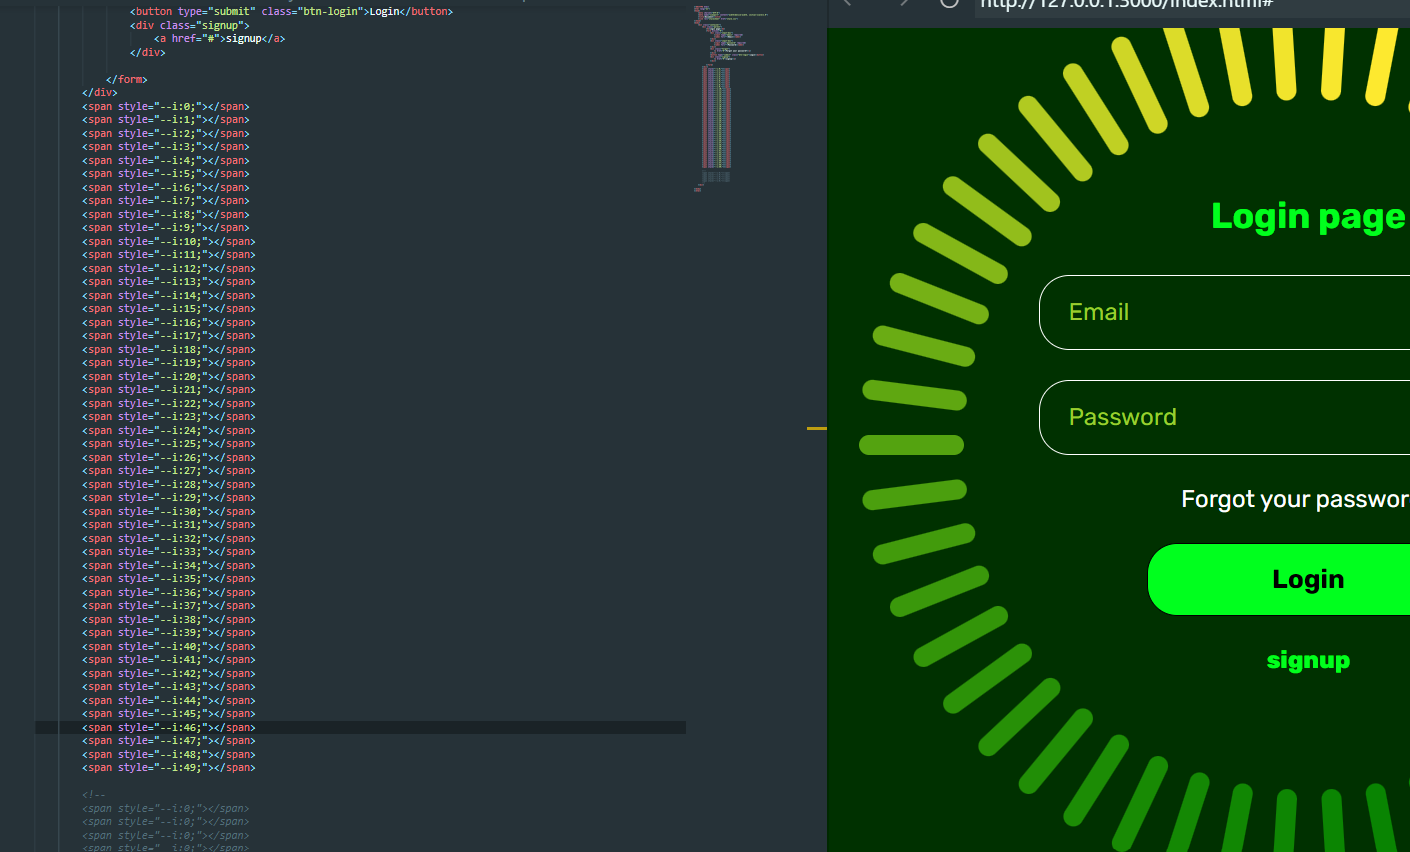 <button type="submit" class="btn-login">Login</button>
<div class="signup">
<a href="#">signup</a>
</div>
</form>
</div>
<span style="--i:0;"></span>
<span style="--i:1;"></span>
<span style="--i:2;"></span>
<span style="--i:3;"></span>
<span style="--i:4;"></span>
<span style="--i:5;"></span>
<span style="--i:6;"></span>
<span style="--i:7;"></span>
<span style="--i:8;"></span>
<span style="--i:9;"></span>
<span style="--i:10;"></span>
<span style="--i:11;"></span>
<span style="--i:12;"></span>
<span style="--i:13;"></span>
<span style="--i:14;"></span>
<span style="--i:15;"></span>
<span style="--i:16;"></span>
<span style="--i:17;"></span>
<span style="--i:18;"></span>
<span style="--i:19;"></span>
<span style="--i:20;"></span>
<span style="--i:21;"></span>
<span style="--i:22;"></span>
<span style="--i:23;"></span>
<span style="--i:24;"></span>
<span style="--i:25;"></span>
<span style="--i:26;"></span>
<span style="--i:27;"></span>
<span style="--i:28;"></span>
<span style="--i:29;"></span>
<span style="--i:30;"></span>
<span style="--i:31;"></span>
<span style="--i:32;"></span>
<span style="--i:33;"></span>
<span style="--i:34;"></span>
<span style="--i:35;"></span>
<span style="--i:36;"></span>
<span style="--i:37;"></span>
<span style="--i:38;"></span>
<span style="--i:39;"></span>
<span style="--i:40;"></span>
<span style="--i:41;"></span>
<span style="--i:42;"></span>
<span style="--i:43;"></span>
<span style="--i:44;"></span>
<span style="--i:45;"></span>
<span style="--i:46;"></span>
<span style="--i:47;"></span>
<span style="--i:48;"></span>
<span style="--i:49;"></span>
<!--
<span style="--i:0;"></span>
<span style="--i:0;"></span>
<span style="--i:0;"></span>
<span style="--i:0;"></span>
http://127.0.0.1:3000/index.html#
Login page
Email
Password
Forgot your passwor
Login
signup